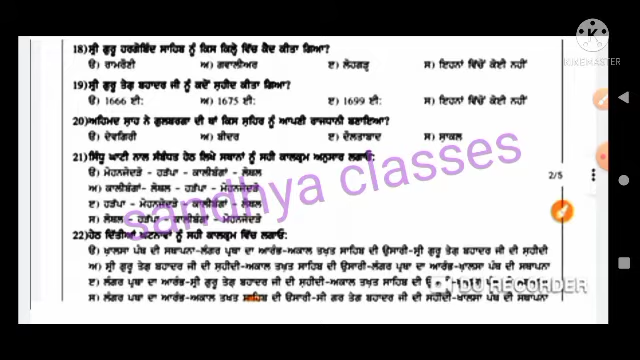 18) ਸ੍ਰੀ ਗੁਰੂ ਹਰਗੋਬਿੰਦ ਸਾਹਿਬ ਨੂੰ ਕਿਸ ਕਿਲ੍ਹੇ ਵਿੱਚ ਕੈਦ ਕੀਤਾ ਗਿਆ?
ੳ) ਰਾਮਰੌਣੀ ਅ) ਗਵਾਲੀਅਰ ੲ) ਲੋਹਗੜ੍ਹ ਸ) ਇਹਨਾਂ ਵਿੱਚੋਂ ਕੋਈ ਨਹੀਂ
19) ਸ੍ਰੀ ਗੁਰੂ ਤੇਗ ਬਹਾਦਰ ਜੀ ਨੂੰ ਕਦੋਂ ਸ਼ਹੀਦ ਕੀਤਾ ਗਿਆ?
ੳ) 1666 ਈ: ਅ) 1675 ਈ: ੲ) 1699 ਈ: ਸ) ਇਹਨਾਂ ਵਿੱਚੋਂ ਕੋਈ ਨਹੀਂ
20) ਅਹਿਮਦ ਸ਼ਾਹ ਨੇ ਗੁਲਬਰਗਾ ਦੀ ਥਾਂ ਕਿਸ ਸ਼ਹਿਰ ਨੂੰ ਆਪਣੀ ਰਾਜਧਾਨੀ ਬਣਾਇਆ?
ੳ) ਦੇਵਗਿਰੀ ਅ) ਬੀਦਰ ੲ) ਦੌਲਤਾਬਾਦ ਸ) ਸ਼ਾਕਲ
21) ਸਿੰਧੂ ਘਾਟੀ ਨਾਲ ਸੰਬੰਧਤ ਹੇਠ ਲਿਖੇ ਸਥਾਨਾਂ ਨੂੰ ਸਹੀ ਕਾਲਕ੍ਰਮ ਅਨੁਸਾਰ ਲਗਾਓ:
ੳ) ਮੋਹਨਜੋਦੜੋ - ਹੜੱਪਾ - ਕਾਲੀਬੰਗਾਂ - ਲੋਥਲ
ਅ) ਕਾਲੀਬੰਗਾਂ - ਲੋਥਲ - ਹੜੱਪਾ - ਮੋਹਨਜੋਦੜੋ
ੲ) ਹੜੱਪਾ - ਮੋਹਨਜੋਦੜੋ - ਕਾਲੀਬੰਗਾਂ - ਲੋਥਲ
ਸ) ਲੋਥਲ - ਹੜੱਪਾ - ਕਾਲੀਬੰਗਾਂ - ਮੋਹਨਜੋਦੜੋ
22) ਹੇਠ ਦਿੱਤੀਆਂ ਘਟਨਾਵਾਂ ਨੂੰ ਸਹੀ ਕਾਲਕ੍ਰਮ ਵਿੱਚ ਲਗਾਓ:
ੳ) ਖ਼ਾਲਸਾ ਪੰਥ ਦੀ ਸਥਾਪਨਾ-ਲੰਗਰ ਪ੍ਰਥਾ ਦਾ ਆਰੰਭ-ਅਕਾਲ ਤਖ਼ਤ ਸਾਹਿਬ ਦੀ ਉਸਾਰੀ-ਸ੍ਰੀ ਗੁਰੂ ਤੇਗ ਬਹਾਦਰ ਜੀ ਦੀ ਸ਼ਹੀਦੀ
ਅ) ਸ੍ਰੀ ਗੁਰੂ ਤੇਗ ਬਹਾਦਰ ਜੀ ਦੀ ਸ਼ਹੀਦੀ-ਅਕਾਲ ਤਖ਼ਤ ਸਾਹਿਬ ਦੀ ਉਸਾਰੀ-ਲੰਗਰ ਪ੍ਰਥਾ ਦਾ ਆਰੰਭ-ਖ਼ਾਲਸਾ ਪੰਥ ਦੀ ਸਥਾਪਨਾ
ੲ) ਲੰਗਰ ਪ੍ਰਥਾ ਦਾ ਆਰੰਭ-ਸ੍ਰੀ ਗੁਰੂ ਤੇਗ ਬਹਾਦਰ ਜੀ ਦੀ ਸ਼ਹੀਦੀ-ਅਕਾਲ ਤਖ਼ਤ ਸਾਹਿਬ ਦੀ
ਸ) ਲੰਗਰ ਪ੍ਰਥਾ ਦਾ ਆਰੰਭ-ਅਕਾਲ ਤਖ਼ਤ ਸਾਹਿਬ ਦੀ ਉਸਾਰੀ-ਸ੍ਰੀ ਗੁਰੂ ਤੇਗ ਬਹਾਦਰ ਜੀ ਦੀ ਸ਼ਹੀਦੀ-ਖ਼ਾਲਸਾ ਪੰਥ ਦੀ ਸਥਾਪਨਾ
sandhya classes
2/5
KINEMASTER
DU RECORDER